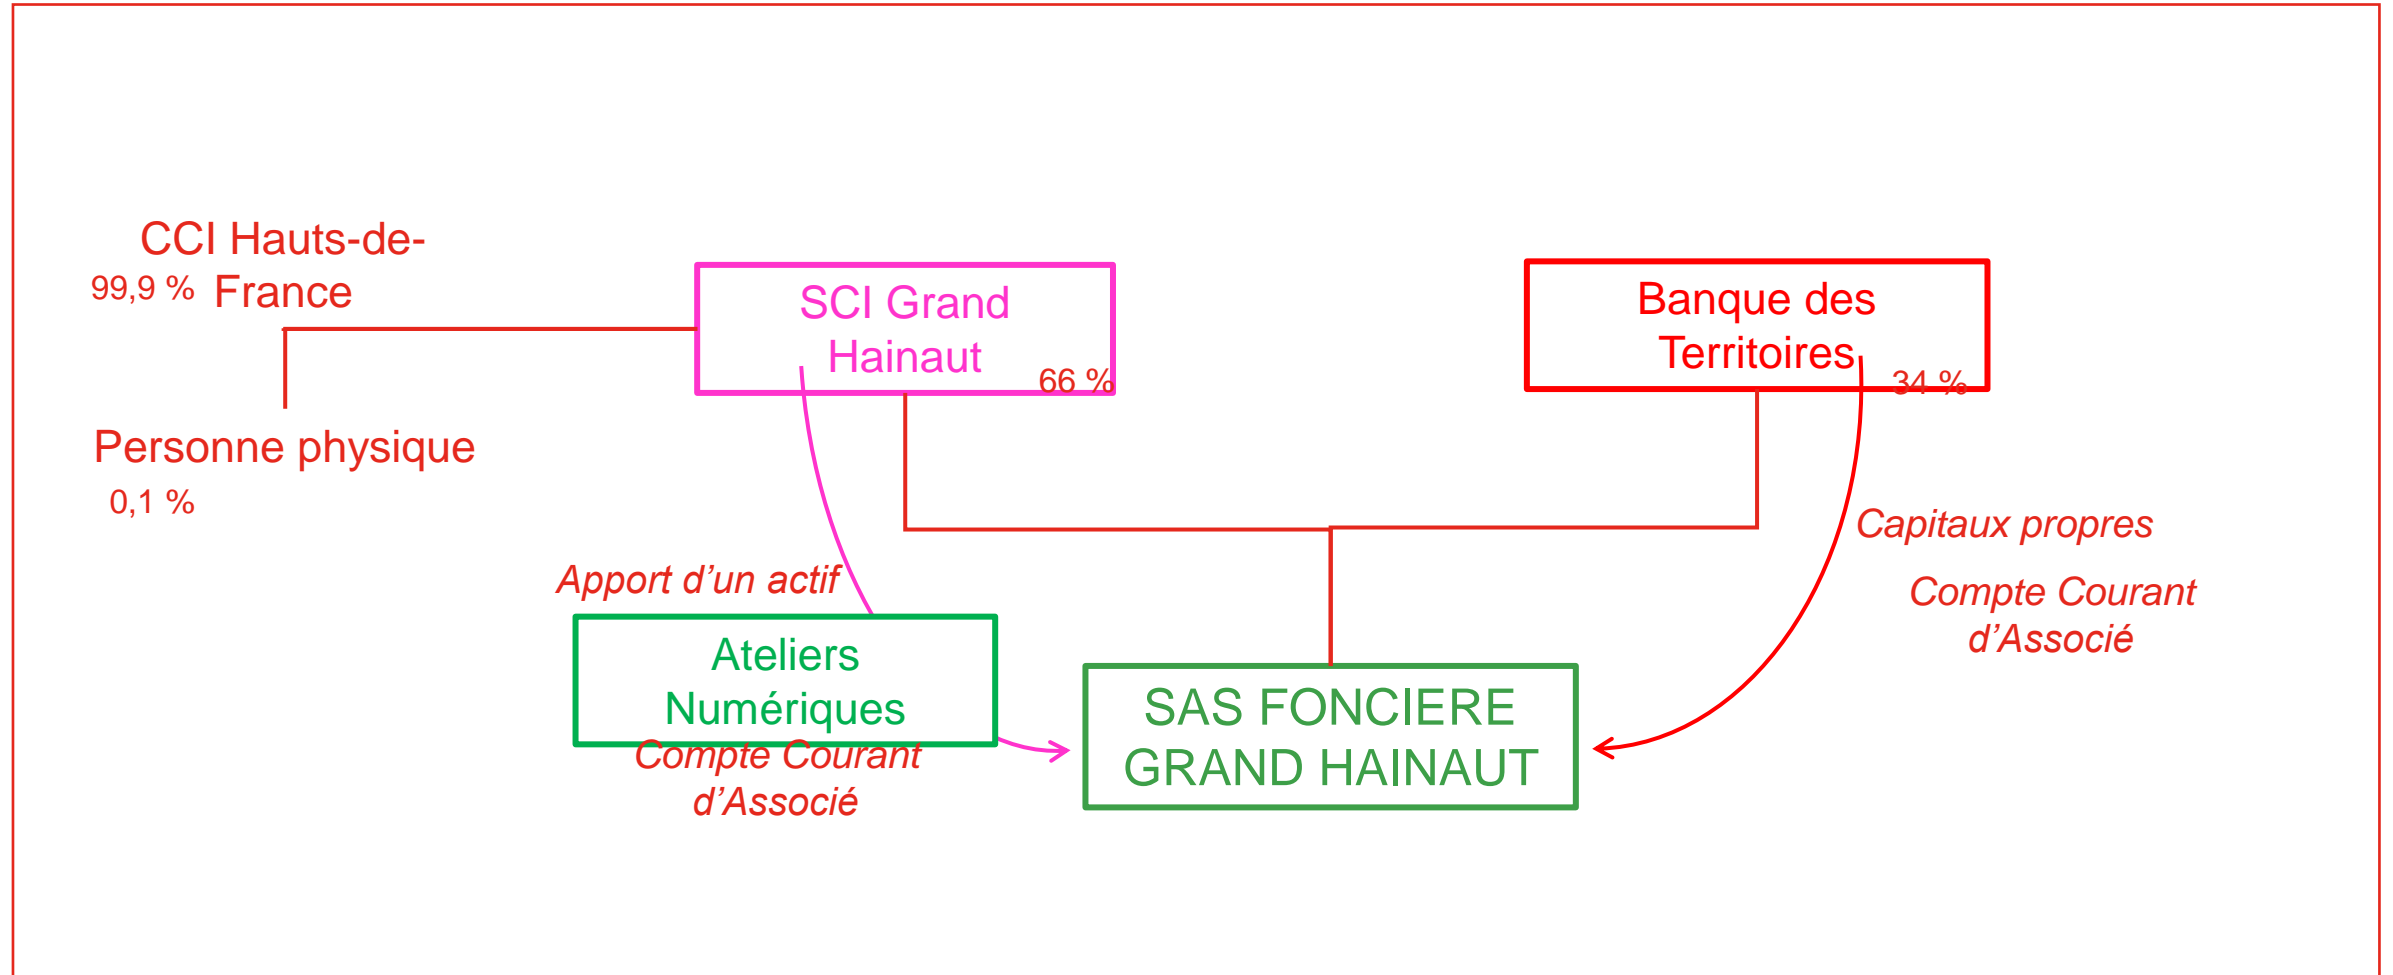 CCI Hauts-de-
99,9 % France
Personne physique
0,1 %
SCI Grand
Hainaut
66 %
Banque des
Territoires
34 %
Apport d’un actif
Ateliers
Numériques
Compte Courant
d’Associé
SAS FONCIERE
GRAND HAINAUT
Capitaux propres
Compte Courant
d’Associé